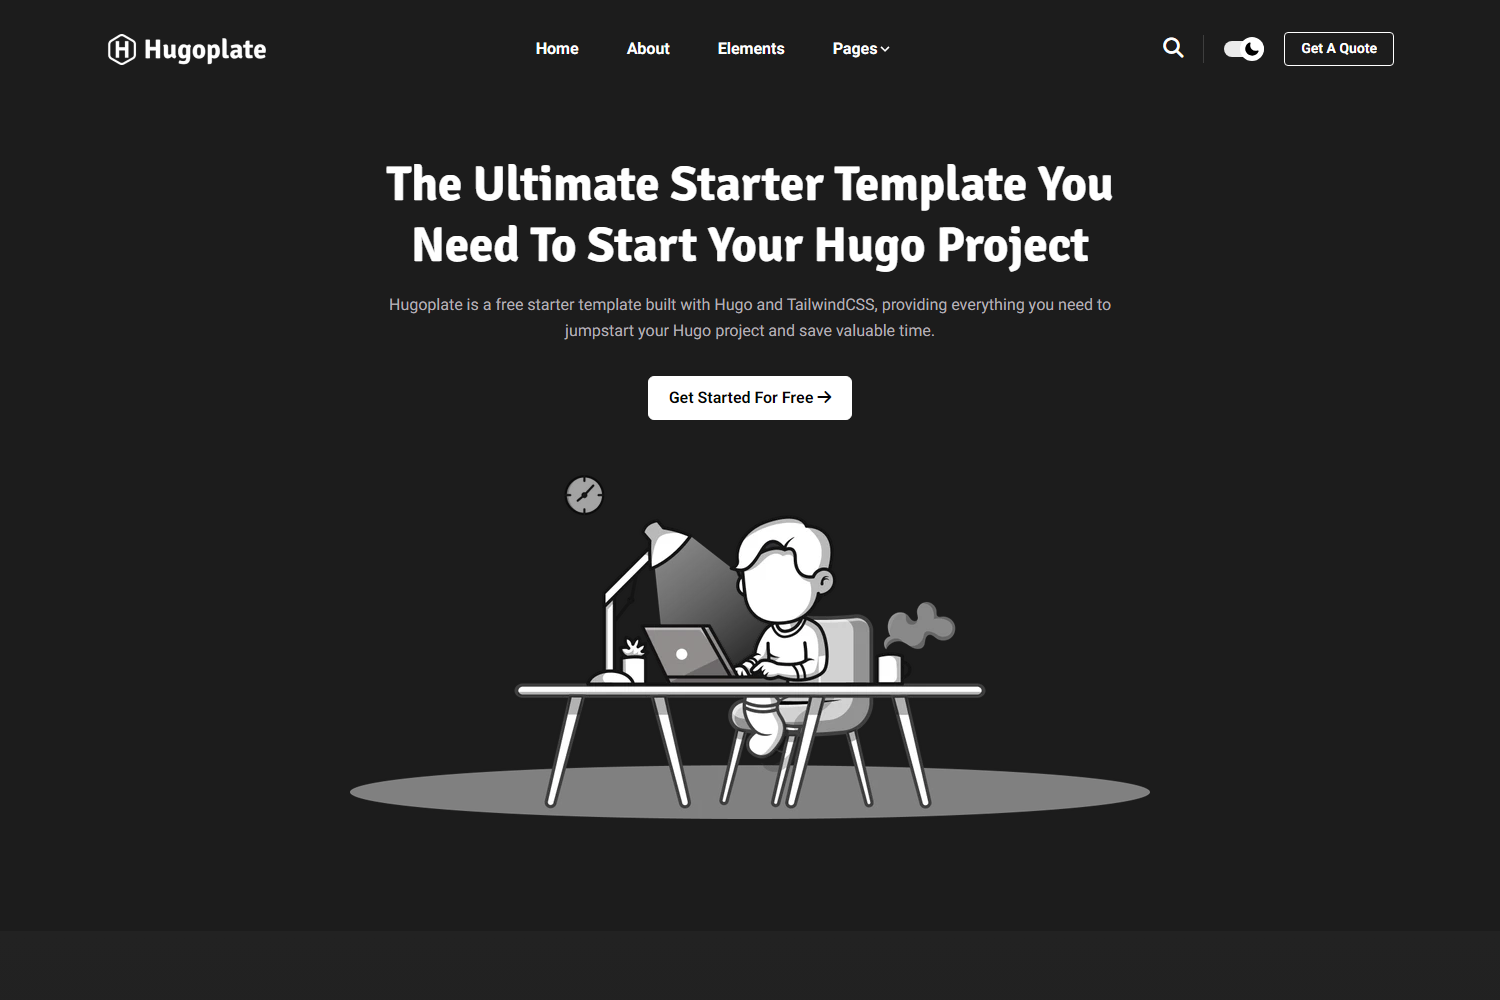 Hugoplate
Home
About
Elements
Pages
Get A Quote
The Ultimate Starter Template You
Need To Start Your Hugo Project
Hugoplate is a free starter template built with Hugo and TailwindCSS, providing everything you need to
jumpstart your Hugo project and save valuable time.
Get Started For Free